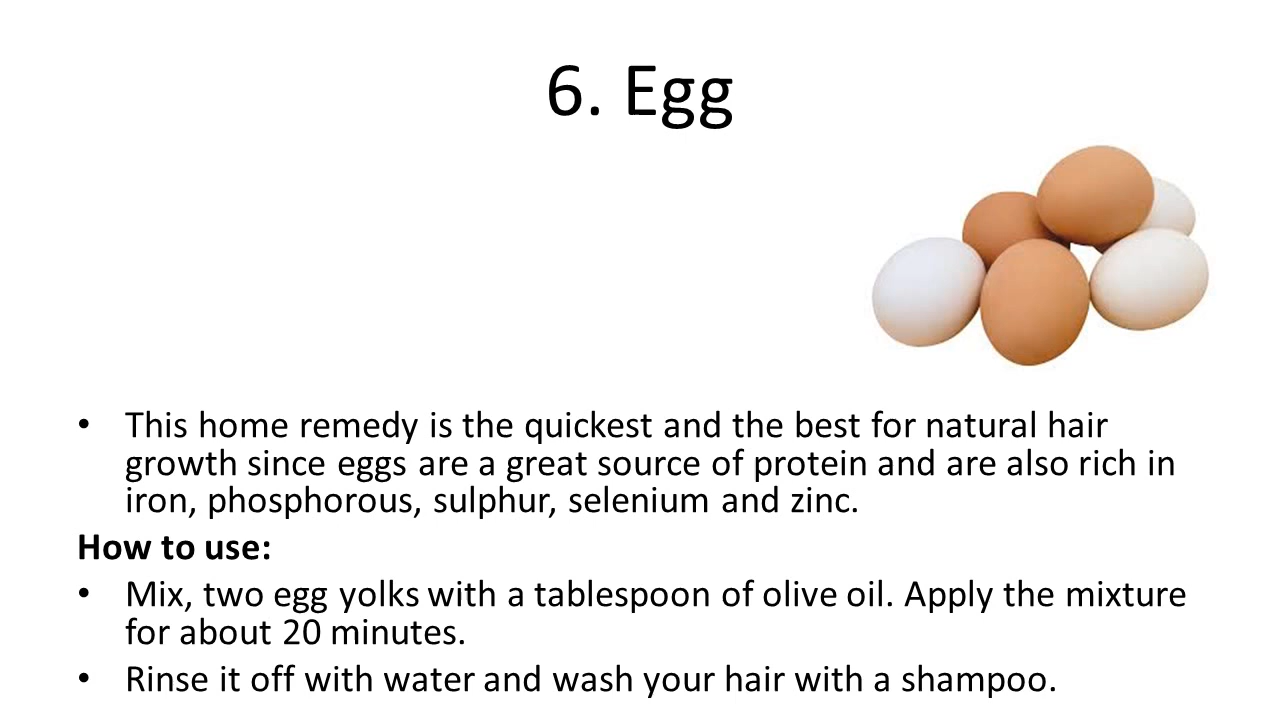 6. Egg
• This home remedy is the quickest and the best for natural hair
growth since eggs are a great source of protein and are also rich in
iron, phosphorous, sulphur, selenium and zinc.
How to use:
• Mix, two egg yolks with a tablespoon of olive oil. Apply the mixture
for about 20 minutes.
• Rinse it off with water and wash your hair with a shampoo.